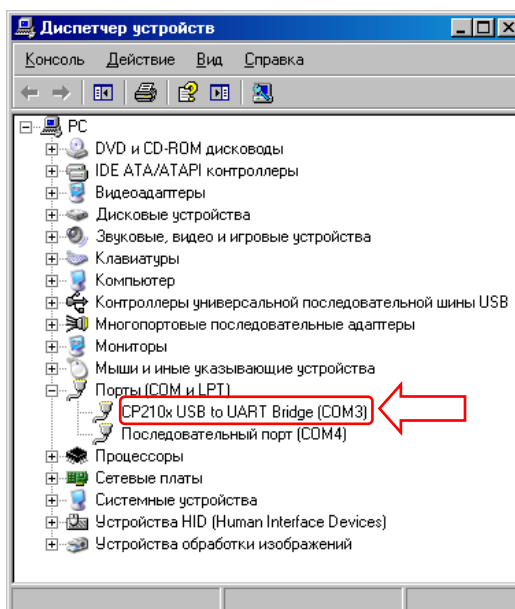 Диспетчер устройств
Консоль Действие Вид Справка
PC
DVD и CD-ROM дисководы
IDE ATA/ATAPI контроллеры
Видеоадаптеры
Дисковые устройства
Звуковые, видео и игровые устройства
Клавиатуры
Компьютер
Контроллеры универсальной последовательной шины USB
Многопортовые последовательные адаптеры
Мониторы
Мыши и иные указывающие устройства
Порты (COM и LPT)
CP210x USB to UART Bridge (COM3)
Последовательный порт (COM4)
Процессоры
Сетевые платы
Системные устройства
Устройства HID (Human Interface Devices)
Устройства обработки изображений